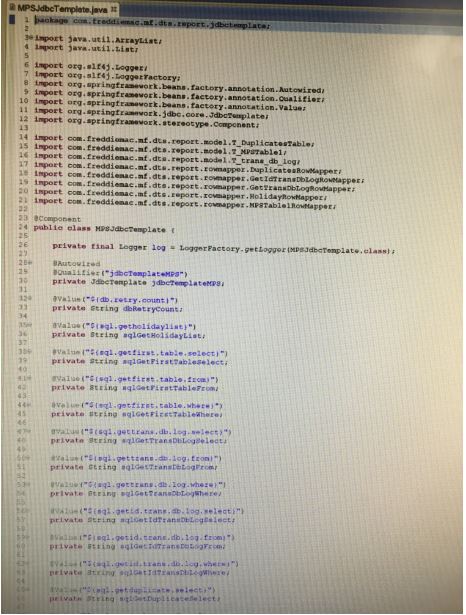 MPSJdbcTemplate.java
1 package com.freddiemac.mf.dts.report.jdbctemplate;
2
3 import java.util.ArrayList;
4 import java.util.List;
5
6 import org.slf4j.Logger;
7 import org.slf4j.LoggerFactory;
8 import org.springframework.beans.factory.annotation.Autowired;
9 import org.springframework.beans.factory.annotation.Qualifier;
10 import org.springframework.beans.factory.annotation.Value;
11 import org.springframework.jdbc.core.JdbcTemplate;
12 import org.springframework.stereotype.Component;
13
14 import com.freddiemac.mf.dts.report.model.T_DuplicatesTable;
15 import com.freddiemac.mf.dts.report.model.T_MPSTable1;
16 import com.freddiemac.mf.dts.report.model.T_trans_db_log;
17 import com.freddiemac.mf.dts.report.rowmapper.DuplicatesRowMapper;
18 import com.freddiemac.mf.dts.report.rowmapper.GetIdTransDbLogRowMapper;
19 import com.freddiemac.mf.dts.report.rowmapper.GetTransDbLogRowMapper;
20 import com.freddiemac.mf.dts.report.rowmapper.HolidayRowMapper;
21 import com.freddiemac.mf.dts.report.rowmapper.MPSTable1RowMapper;
22
23 @Component
24 public class MPSJdbcTemplate {
25
26 private final Logger log = LoggerFactory.getLogger(MPSJdbcTemplate.class);
27
28 @Autowired
29 @Qualifier("jdbcTemplateMPS")
30 private JdbcTemplate jdbcTemplateMPS;
31
32 @Value("${db.retry.count}")
33 private String dbRetryCount;
34
35 @Value("${sql.getholidaylist}")
36 private String sqlGetHolidayList;
37
38 @Value("${sql.getfirst.table.select}")
39 private String sqlGetFirstTableSelect;
40
41 @Value("${sql.getfirst.table.from}")
42 private String sqlGetFirstTableFrom;
43
44 @Value("${sql.getfirst.table.where}")
45 private String sqlGetFirstTableWhere;
46
47 @Value("${sql.gettrans.db.log.select}")
48 private String sqlGetTransDbLogSelect;
49
50 @Value("${sql.gettrans.db.log.from}")
51 private String sqlGetTransDbLogFrom;
52
53 @Value("${sql.gettrans.db.log.where}")
54 private String sqlGetTransDbLogWhere;
55
56 @Value("${sql.getid.trans.db.log.select}")
57 private String sqlGetIdTransDbLogSelect;
58
59 @Value("${sql.getid.trans.db.log.from}")
60 private String sqlGetIdTransDbLogFrom;
61
62 @Value("${sql.getid.trans.db.log.where}")
63 private String sqlGetIdTransDbLogWhere;
64
65 @Value("${sql.getduplicate.select}")
66 private String sqlGetDuplicateSelect;
67